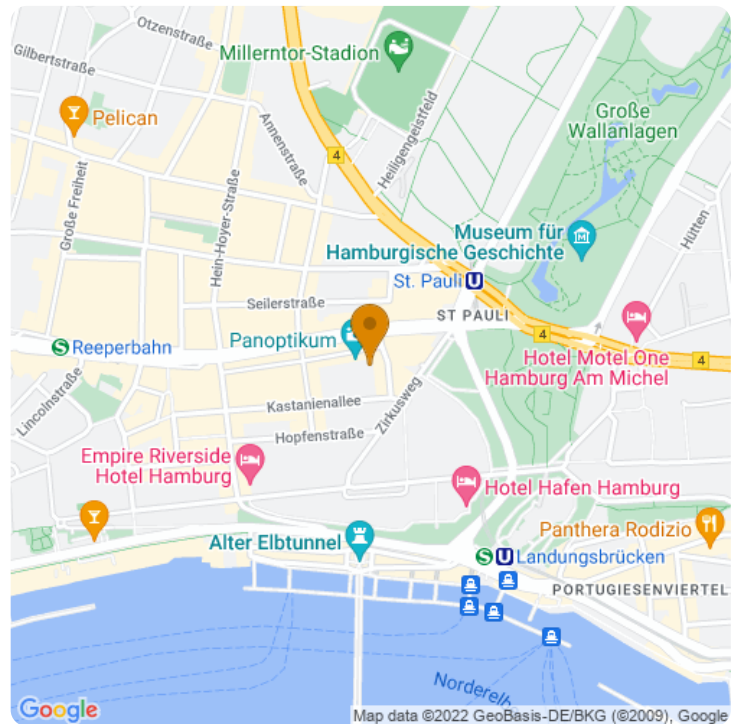 Otzenstraße
Gilbertstraße
Millerntor-Stadion
Pelican
Annenstraße
Heiligengeistfeld
Große
Wallanlagen
4
Große Freiheit
Hein-Hoyer-Straße
Hütten
Museum für
Hamburgische Geschichte
St. Pauli U
Seilerstraße
ST PAULI
Panoptikum
S Reeperbahn
4
4
Hotel Motel One
Hamburg Am Michel
Lincolnstraße
Kastanienallee
Zirkusweg
Hopfenstraße
Empire Riverside
Hotel Hamburg
Hotel Hafen Hamburg
Panthera Rodizio
Alter Elbtunnel
S U Landungsbrücken
PORTUGIESENVIERTEL
Norderelb
Google
Map data ©2022 GeoBasis-DE/BKG (©2009), Google